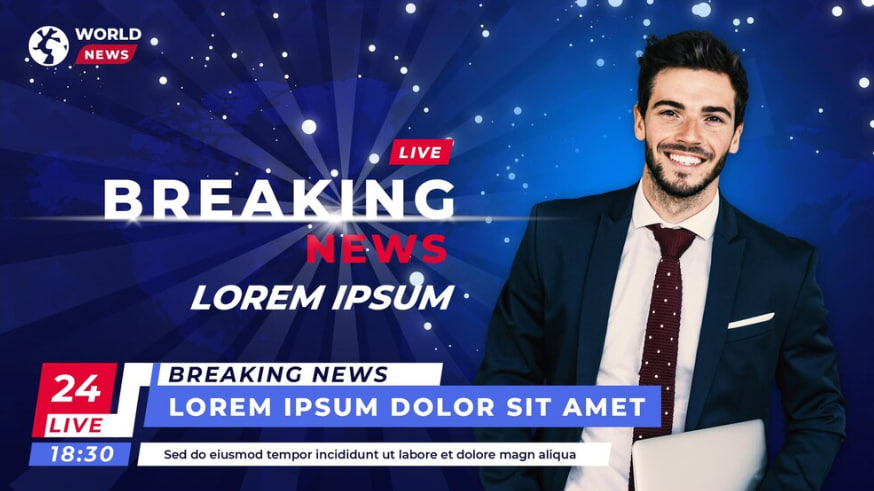 WORLD
NEWS
LIVE
BREAKING
NEWS
LOREM IPSUM
24
LIVE
BREAKING NEWS
LOREM IPSUM DOLOR SIT AMET
18:30
Sed do eiusmod tempor incididunt ut labore et dolore magn aliqua